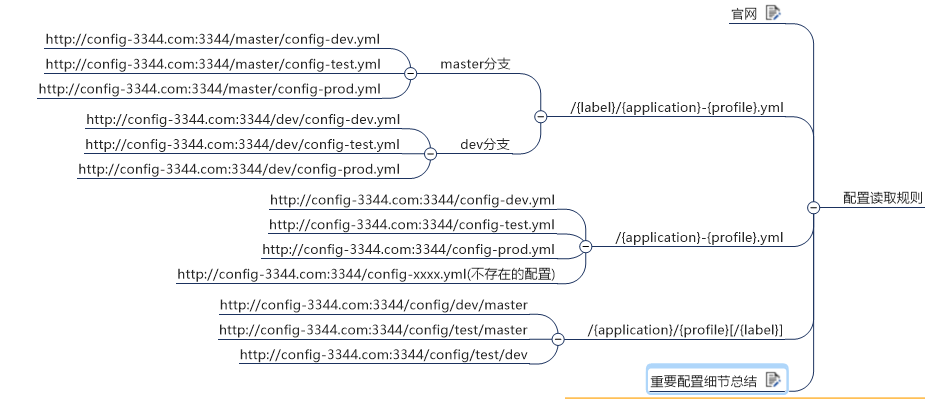 官网
http://config-3344.com:3344/master/config-dev.yml
http://config-3344.com:3344/master/config-test.yml
http://config-3344.com:3344/master/config-prod.yml
master分支
/{label}/{application}-{profile}.yml
http://config-3344.com:3344/dev/config-dev.yml
http://config-3344.com:3344/dev/config-test.yml
http://config-3344.com:3344/dev/config-prod.yml
dev分支
配置读取规则
http://config-3344.com:3344/config-dev.yml
http://config-3344.com:3344/config-test.yml
http://config-3344.com:3344/config-prod.yml
http://config-3344.com:3344/config-xxxx.yml(不存在的配置)
/{application}-{profile}.yml
http://config-3344.com:3344/config/dev/master
http://config-3344.com:3344/config/test/master
http://config-3344.com:3344/config/test/dev
/{application}/{profile}[/{label}]
重要配置细节总结